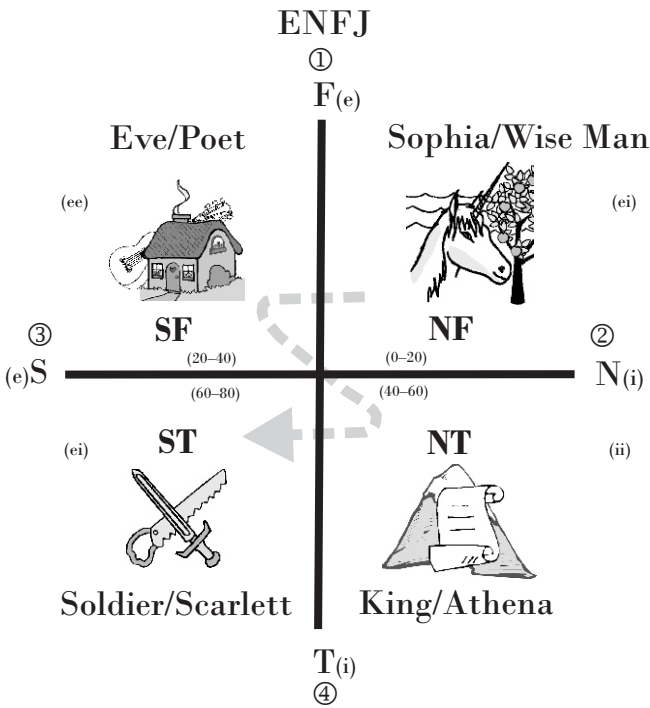 ENFJ
①
F(e)
Eve/Poet
Sophia/Wise Man
(ee)
(ei)
SF
NF
③
②
(20–40)
(0–20)
(e)S
N(i)
(60–80)
(40–60)
ST
NT
(ei)
(ii)
Soldier/Scarlett
King/Athena
T(i)
④